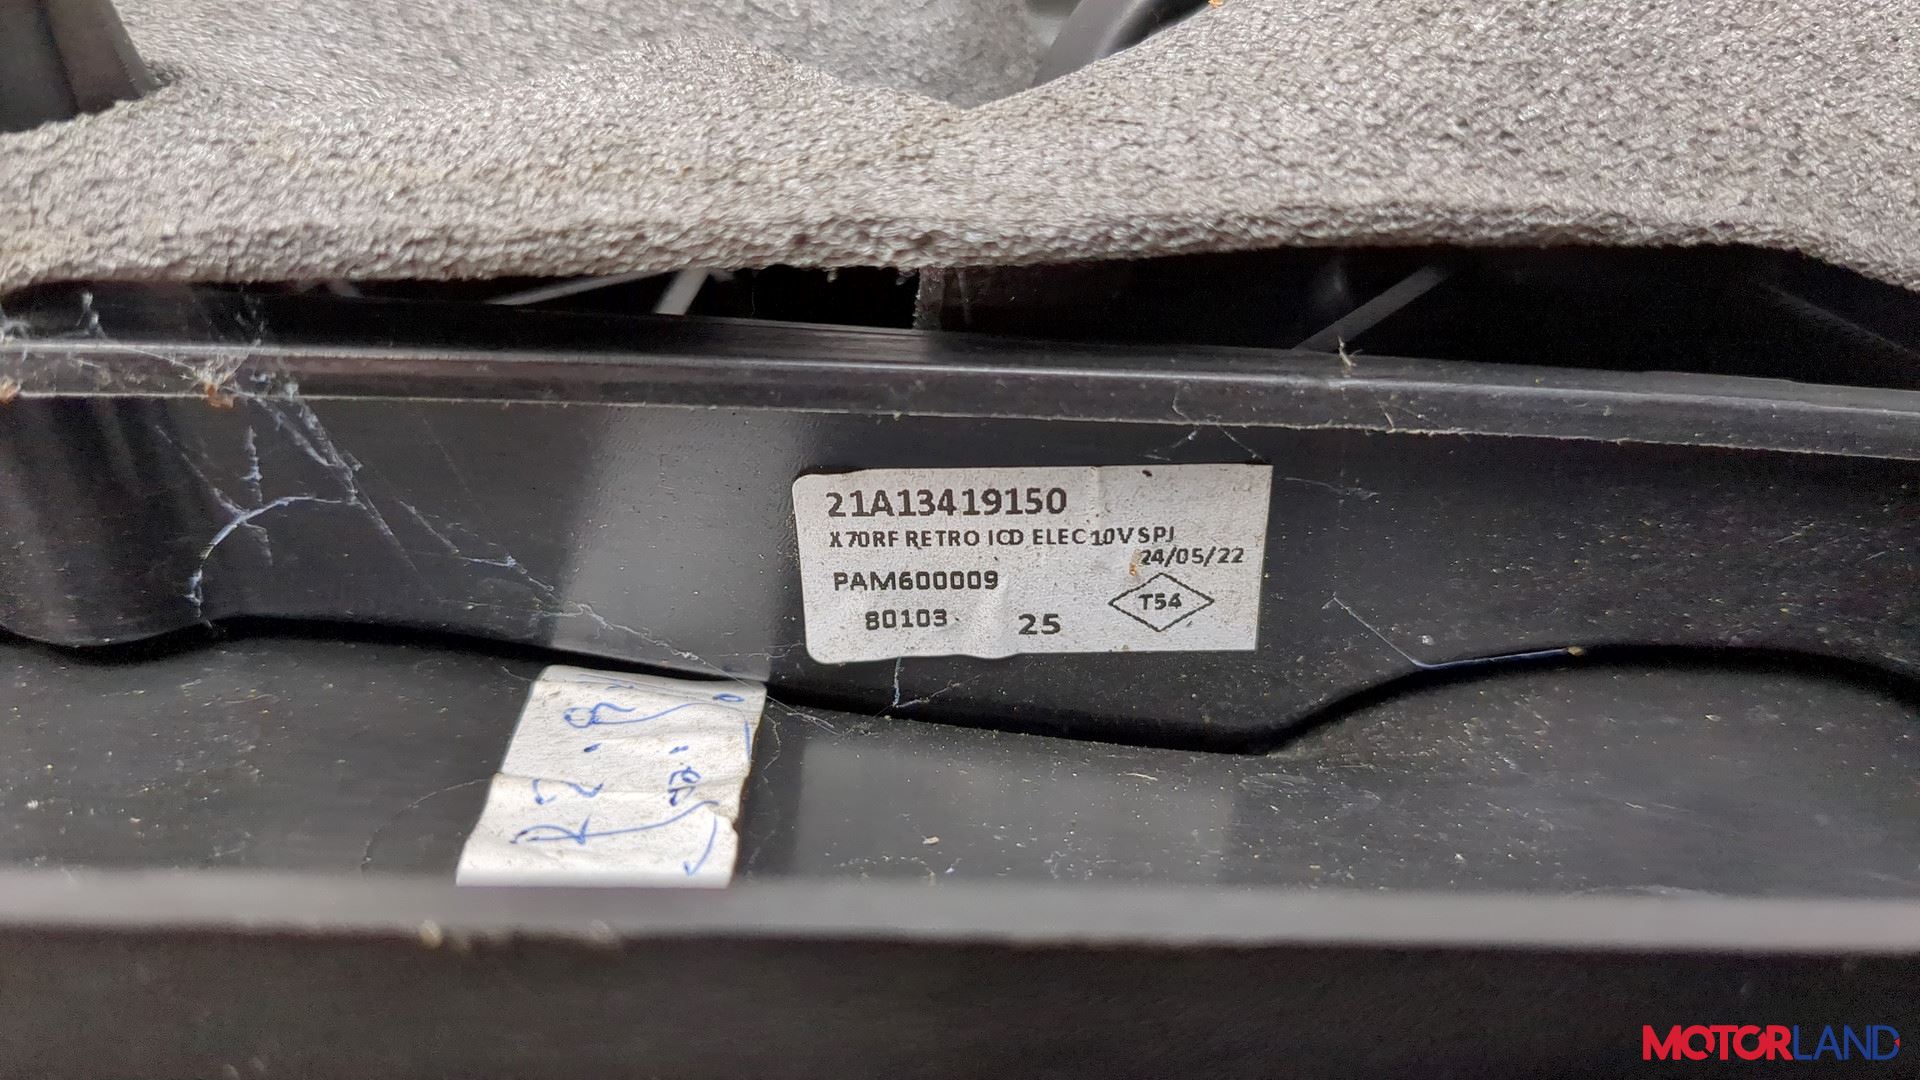 21A13419150
X70RF RETRO ICD ELEC 10V SPJ
24/05/22
PAM600009
T54
80103
25
MOTORLAND